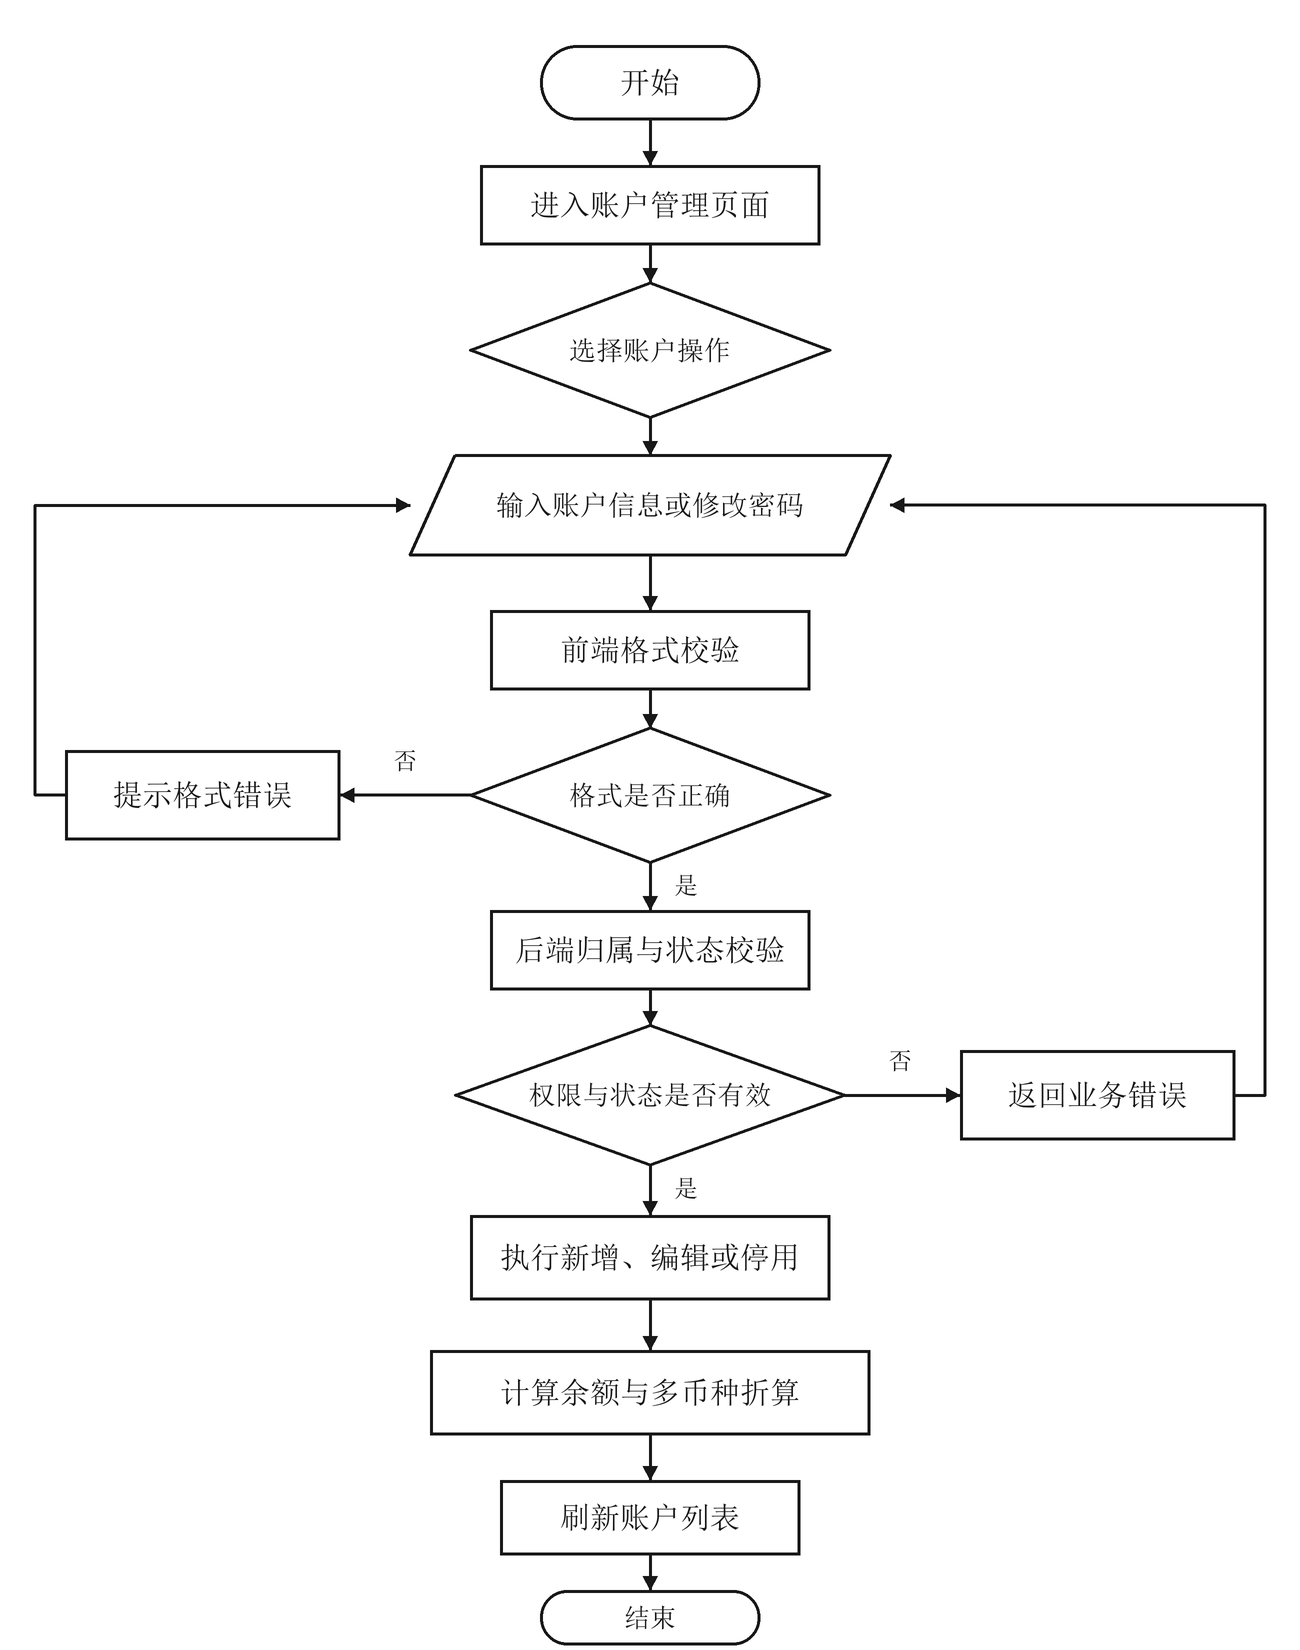 开始
进入账户管理页面
选择账户操作
输入账户信息或修改密码
前端格式校验
否
提示格式错误
格式是否正确
是
后端归属与状态校验
否
权限与状态是否有效
返回业务错误
是
执行新增、编辑或停用
计算余额与多币种折算
刷新账户列表
结束